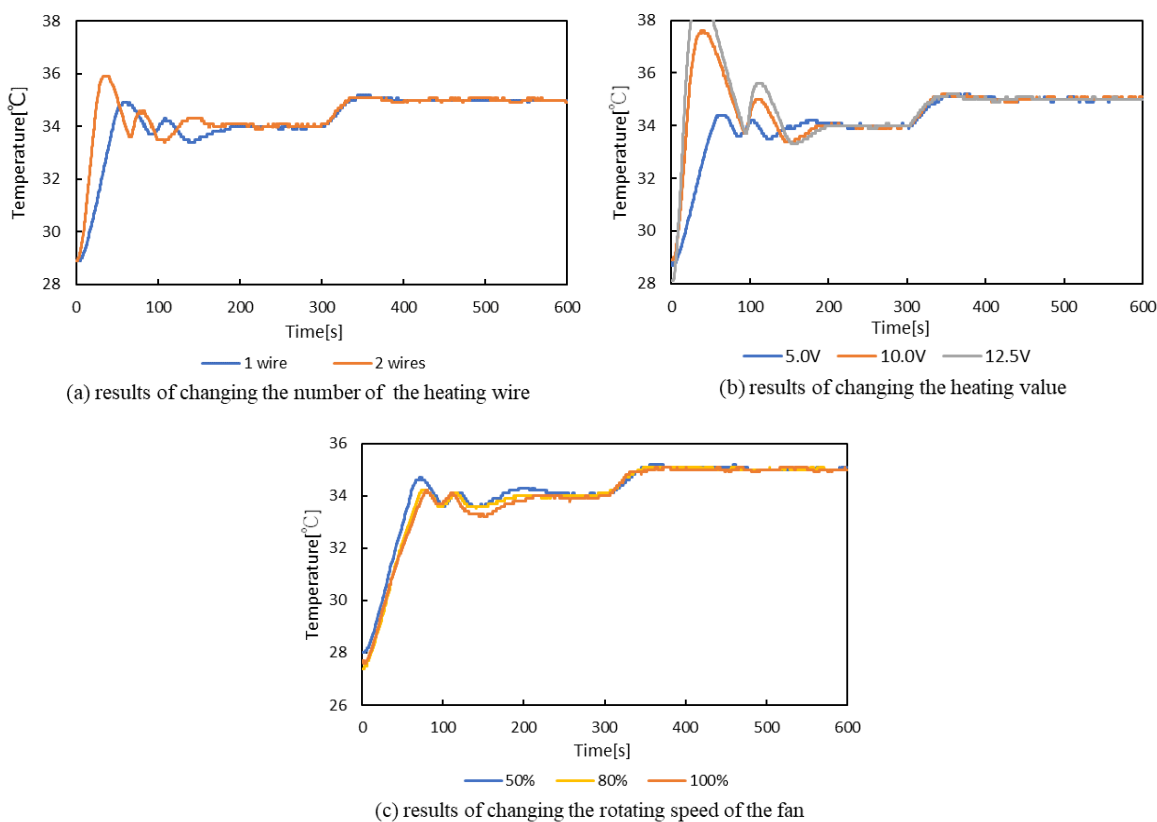 38
36
34
32
30
28
Temperature[℃]
0 100 200 300 400 500 600
Time[s]
1 wire 2 wires
(a) results of changing the number of the heating wire
38
36
34
32
30
28
Temperature[℃]
0 100 200 300 400 500 600
Time[s]
5.0V 10.0V 12.5V
(b) results of changing the heating value
36
34
32
30
28
26
Temperature[℃]
0 100 200 300 400 500 600
Time[s]
50% 80% 100%
(c) results of changing the rotating speed of the fan